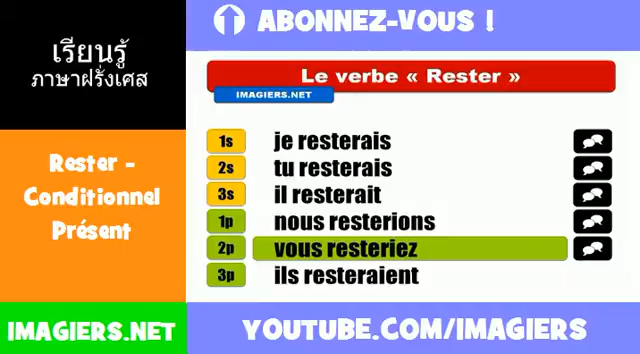 เรียนรู้
ภาษาฝรั่งเศส
Rester -
Conditionnel
Présent
IMAGIERS.NET
ABONNEZ-VOUS !
Le verbe « Rester »
IMAGIERS.NET
1s je resterais
2s tu resterais
3s il resterait
1p nous resterions
2p vous resteriez
3p ils resteraient
YOUTUBE.COM/IMAGIERS